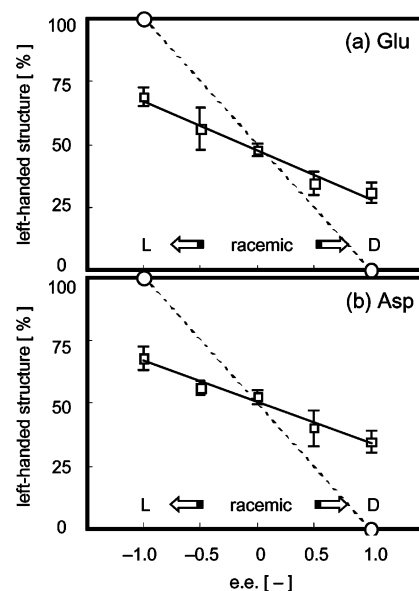 100
(a) Glu
75
50
25
0
left-handed structure [ % ]
L racemic D
100
(b) Asp
75
50
25
0
left-handed structure [ % ]
L racemic D
–1.0 –0.5 0 0.5 1.0
e.e. [ – ]